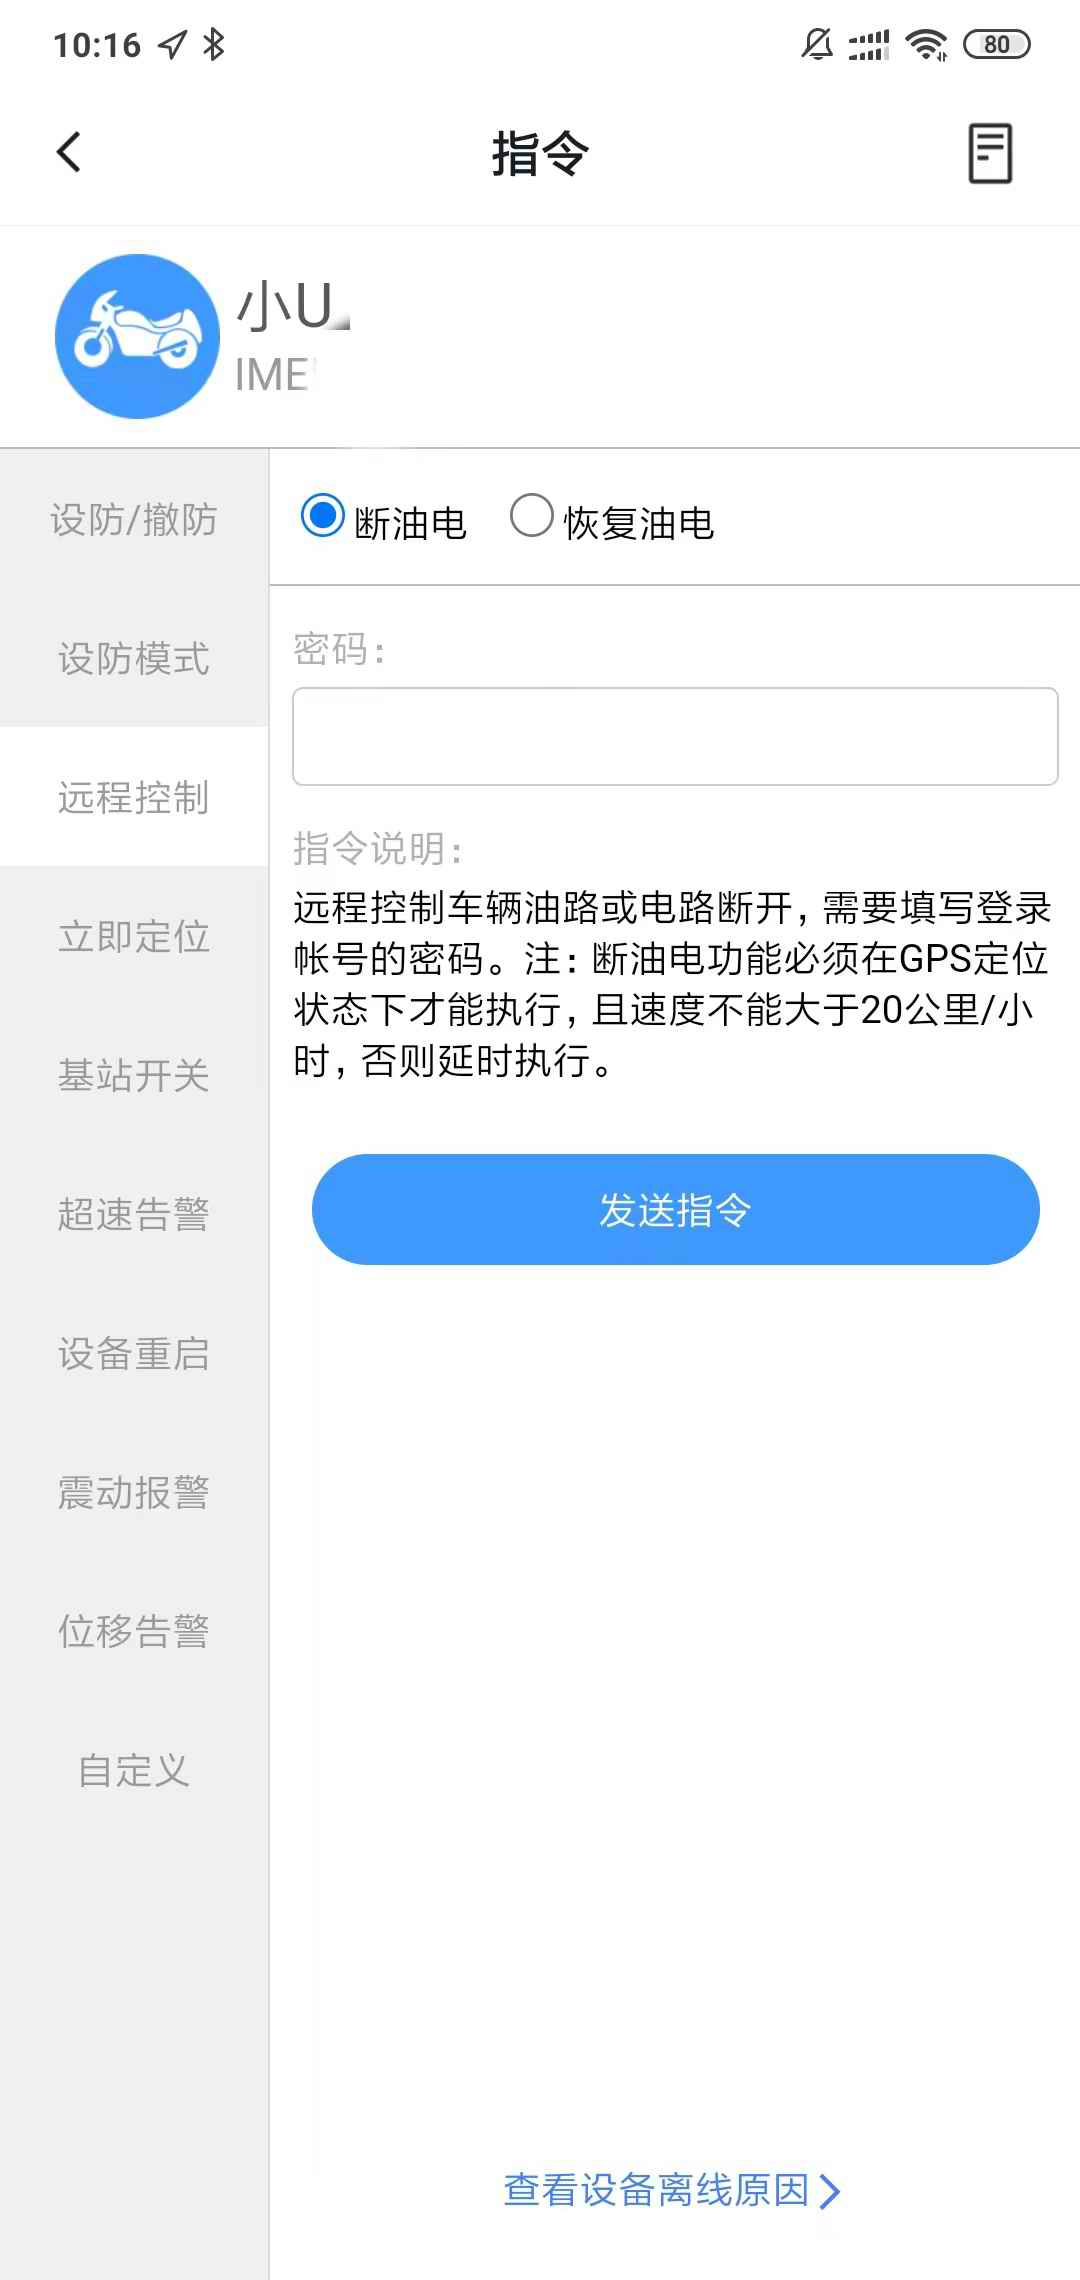 10:16
80
指令
小U
IME
设防/撤防
设防模式
远程控制
立即定位
基站开关
超速告警
设备重启
震动报警
位移告警
自定义
断油电 恢复油电
密码：
指令说明：
远程控制车辆油路或电路断开，需要填写登录
帐号的密码。注：断油电功能必须在GPS定位
状态下才能执行，且速度不能大于20公里/小
时，否则延时执行。
发送指令
查看设备离线原因